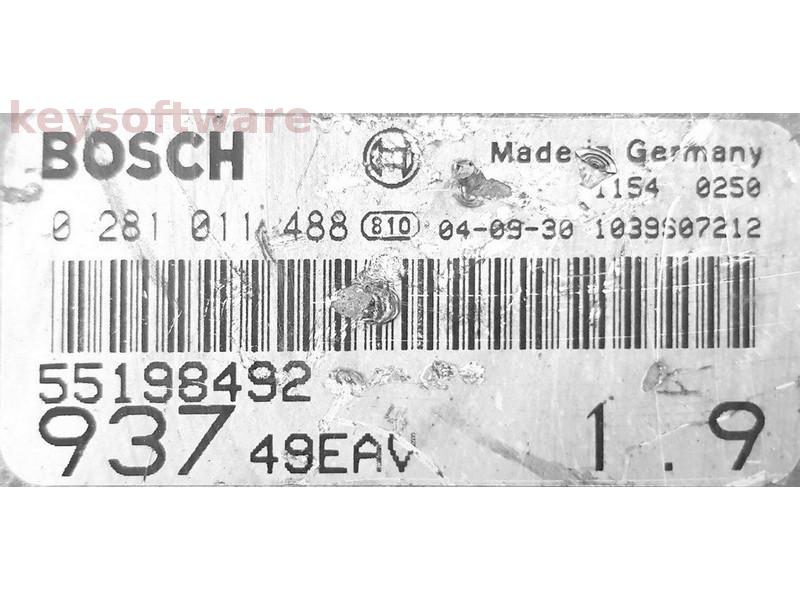 keysoftware
BOSCH Made in Germany
1154 0250
0 281 011 488 810 04-09-30 1039S07212
55198492
937 49EAV 1.9